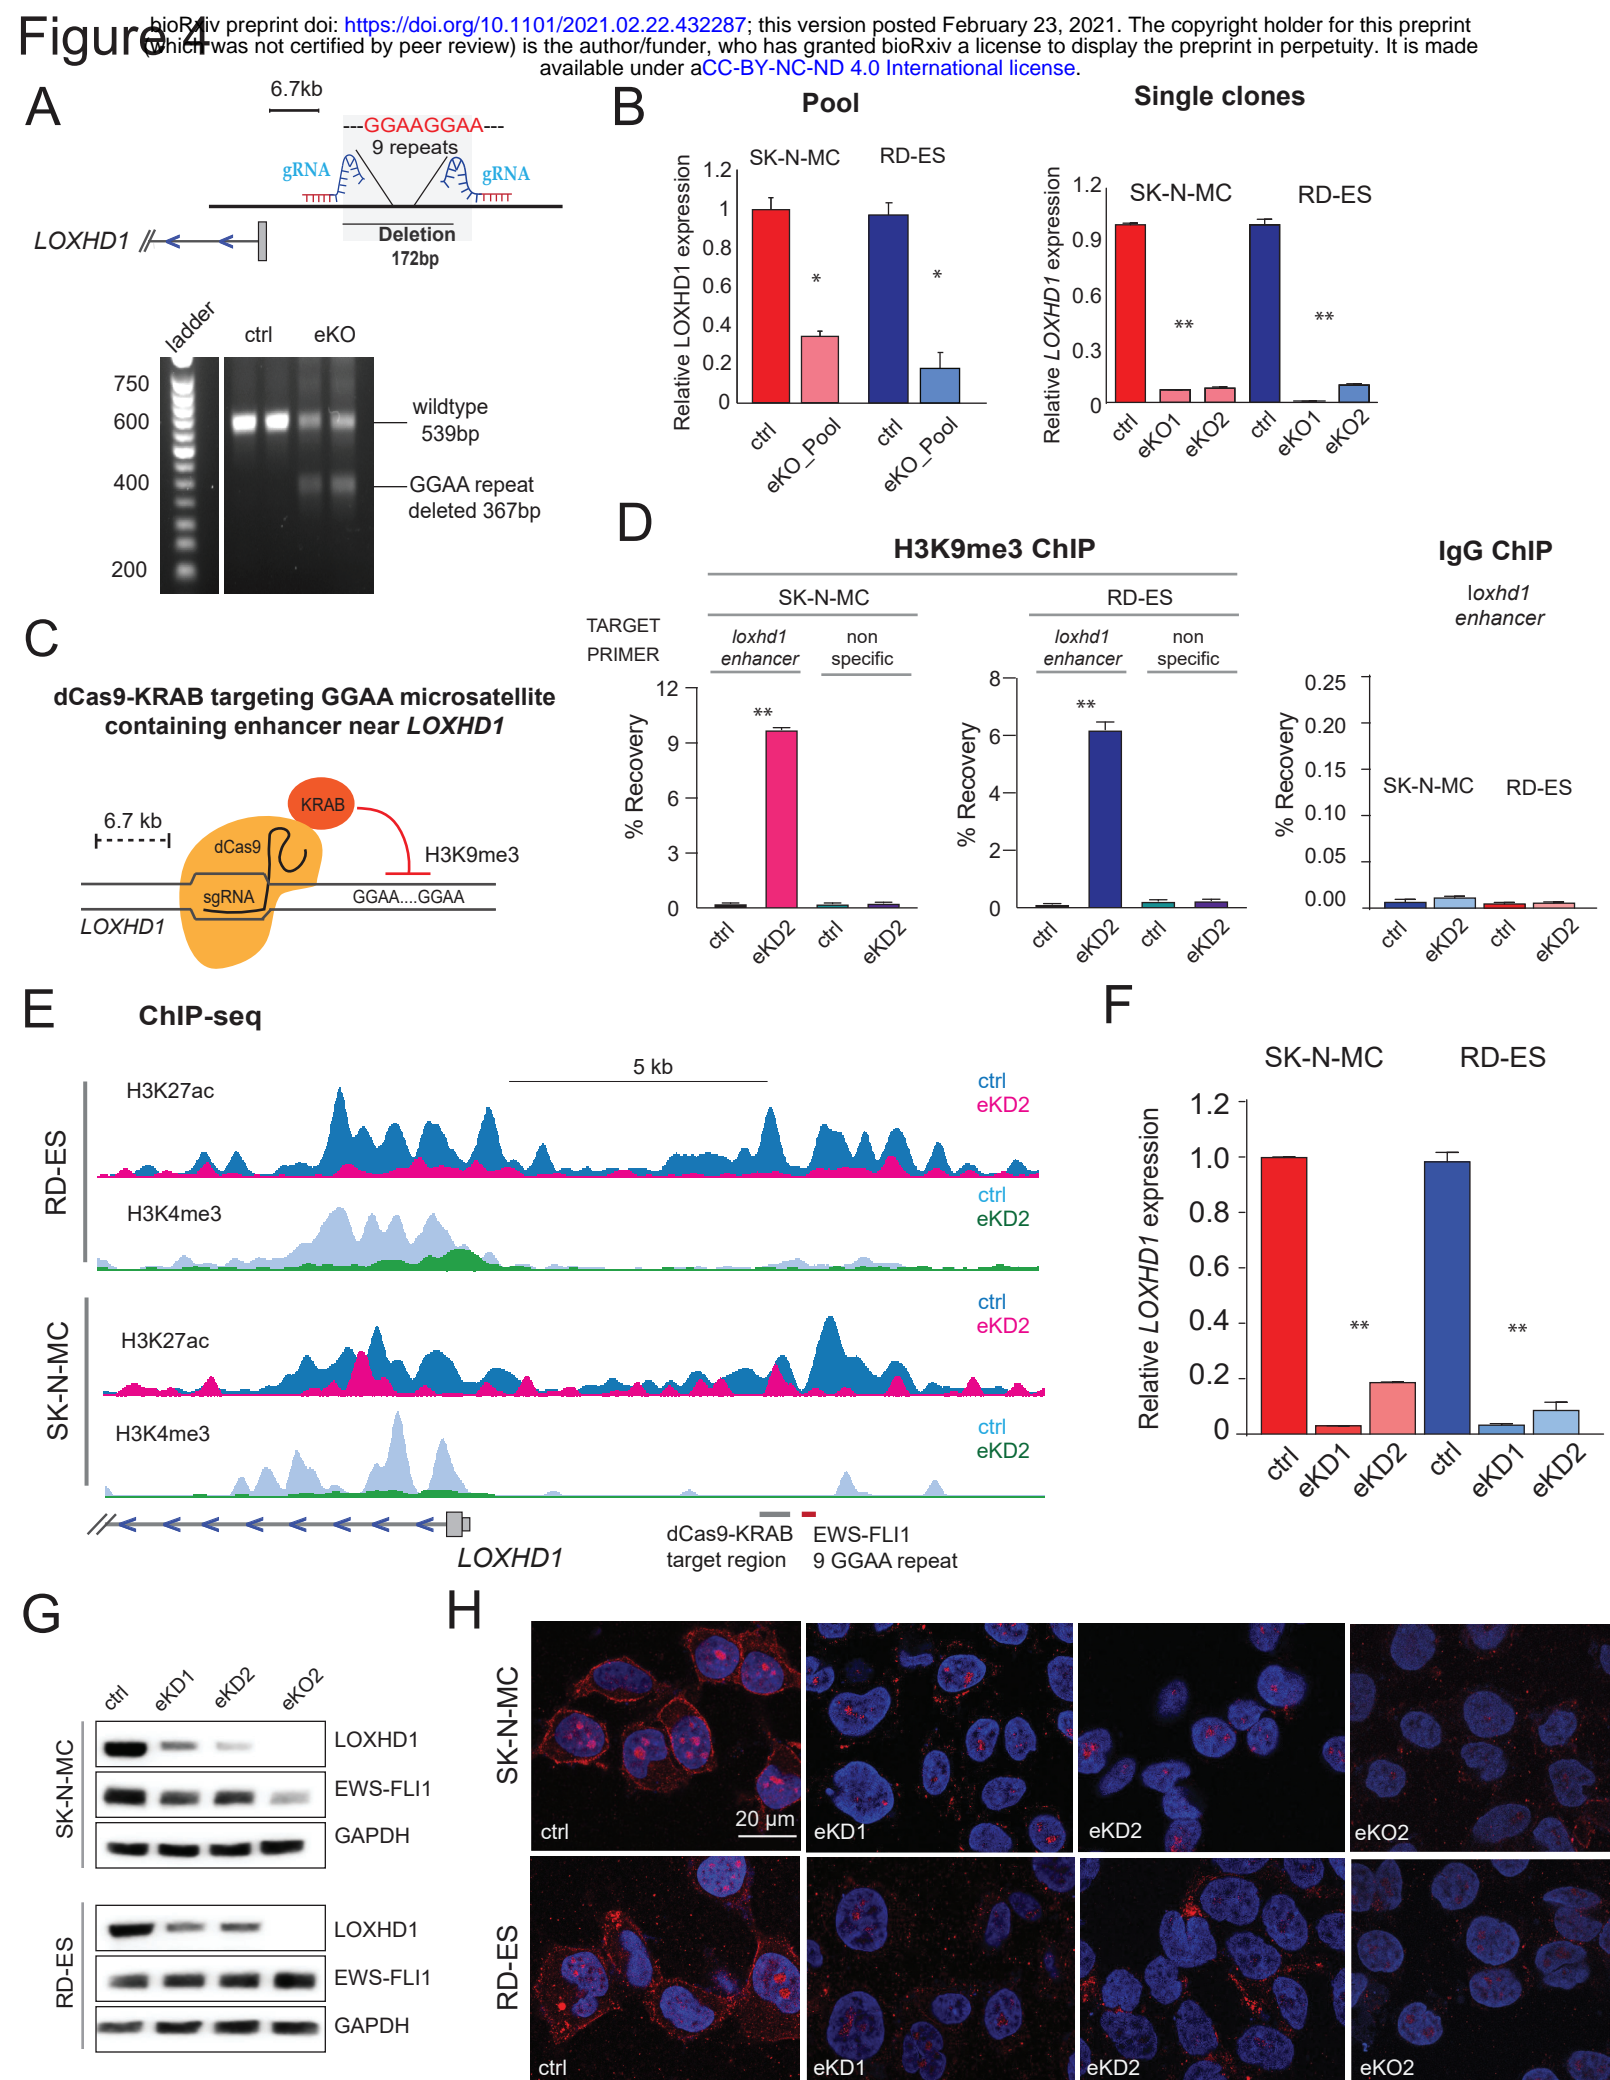 Figure 4
bioRxiv preprint doi: https://doi.org/10.1101/2021.02.22.432287; this version posted February 23, 2021. The copyright holder for this preprint
(which was not certified by peer review) is the author/funder, who has granted bioRxiv a license to display the preprint in perpetuity. It is made
available under aCC-BY-NC-ND 4.0 International license.
A
6.7kb
---GGAAGGAA---
9 repeats
gRNA
gRNA
Deletion
172bp
LOXHD1
ladder
ctrl
eKO
750
600
400
200
wildtype
539bp
GGAA repeat
deleted 367bp
B
Pool
SK-N-MC
RD-ES
Relative LOXHD1 expression
1.2
1
0.8
0.6
0.4
0.2
0
*
*
ctrl
eKO_Pool
ctrl
eKO_Pool
Single clones
SK-N-MC
RD-ES
Relative LOXHD1 expression
1.2
0.9
0.6
0.3
0
**
**
ctrl
eKO1
eKO2
ctrl
eKO1
eKO2
C
dCas9-KRAB targeting GGAA microsatellite
containing enhancer near LOXHD1
6.7 kb
KRAB
dCas9
H3K9me3
sgRNA
GGAA....GGAA
LOXHD1
D
H3K9me3 ChIP
SK-N-MC
RD-ES
TARGET
PRIMER
loxhd1
enhancer
non
specific
loxhd1
enhancer
non
specific
% Recovery
12
9
6
3
0
**
ctrl
eKD2
ctrl
eKD2
% Recovery
8
6
4
2
0
**
ctrl
eKD2
ctrl
eKD2
IgG ChIP
loxhd1
enhancer
% Recovery
0.25
0.20
0.15
0.10
0.05
0.00
SK-N-MC
RD-ES
ctrl
eKD2
ctrl
eKD2
E
ChIP-seq
5 kb
RD-ES
H3K27ac
ctrl
eKD2
H3K4me3
ctrl
eKD2
SK-N-MC
H3K27ac
ctrl
eKD2
H3K4me3
ctrl
eKD2
LOXHD1
dCas9-KRAB
target region
EWS-FLI1
9 GGAA repeat
F
SK-N-MC
RD-ES
Relative LOXHD1 expression
1.2
1.0
0.8
0.6
0.4
0.2
0
**
**
ctrl
eKD1
eKD2
ctrl
eKD1
eKD2
G
ctrl
eKD1
eKD2
eKO2
SK-N-MC
LOXHD1
EWS-FLI1
GAPDH
RD-ES
LOXHD1
EWS-FLI1
GAPDH
H
SK-N-MC
ctrl
20 µm
eKD1
eKD2
eKO2
RD-ES
ctrl
eKD1
eKD2
eKO2